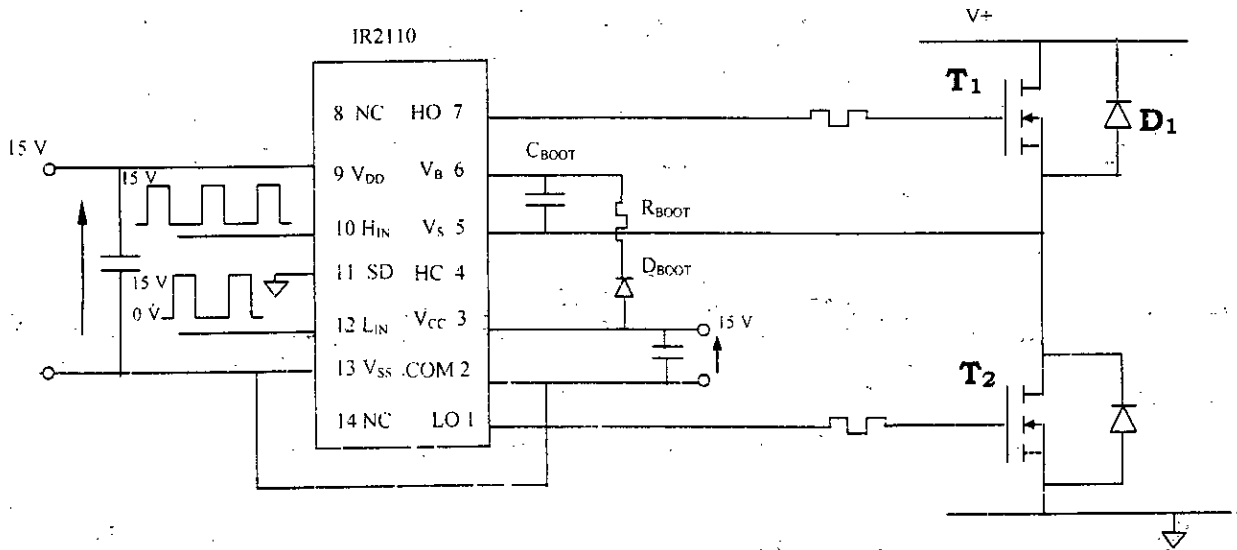 V+
IR2110
T1
D1
8 NC HO 7
15 V
CBOOT
15 V
9 VDD VB 6
RBOOT
10 HIN VS 5
11 SD HC 4
15 V
DBOOT
0 V
12 LIN VCC 3
15 V
13 VSS COM 2
T2
14 NC LO 1